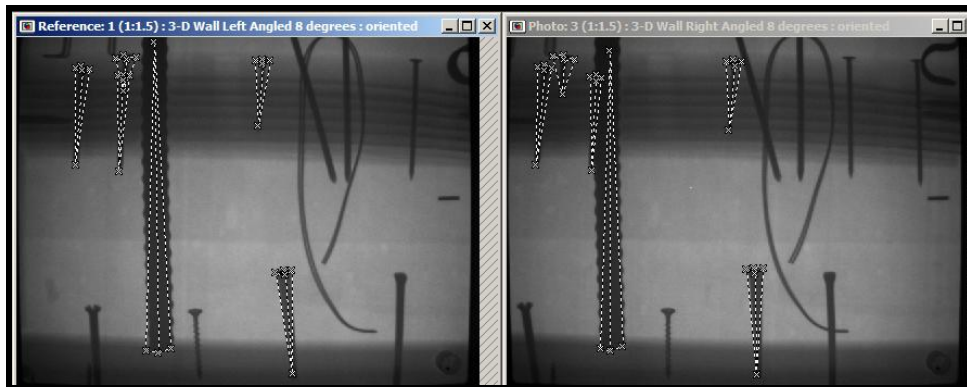 Reference: 1 (1:1.5) : 3-D Wall Left Angled 8 degrees : oriented
Photo: 3 (1:1.5) : 3-D Wall Right Angled 8 degrees : oriented